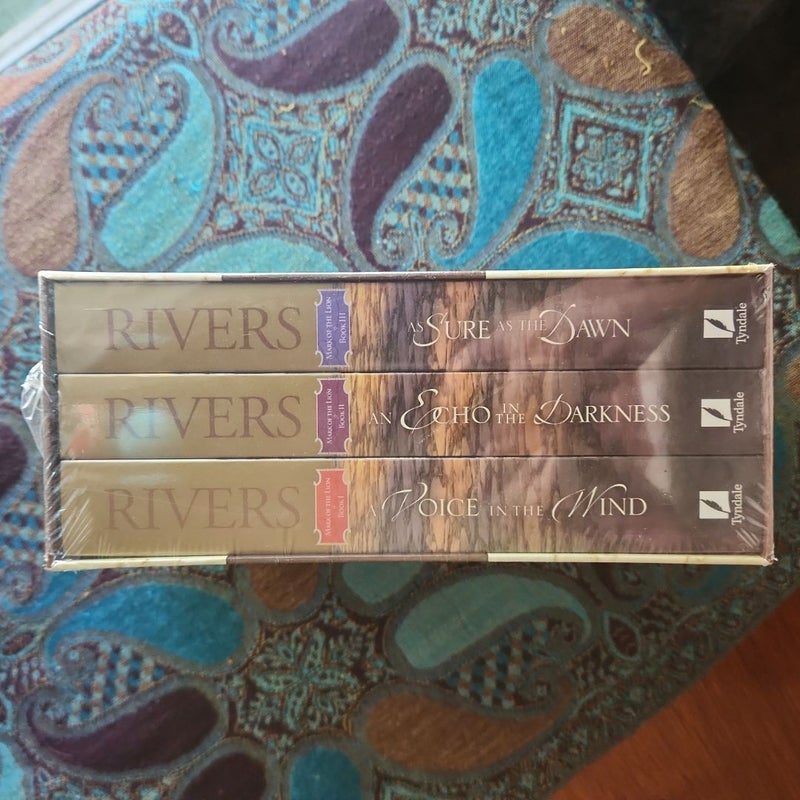 RIVERS
MARK OF THE LION
BOOK III
AS SURE AS THE DAWN
Tyndale
RIVERS
MARK OF THE LION
BOOK II
AN ECHO IN THE DARKNESS
Tyndale
RIVERS
MARK OF THE LION
BOOK I
A VOICE IN THE WIND
Tyndale